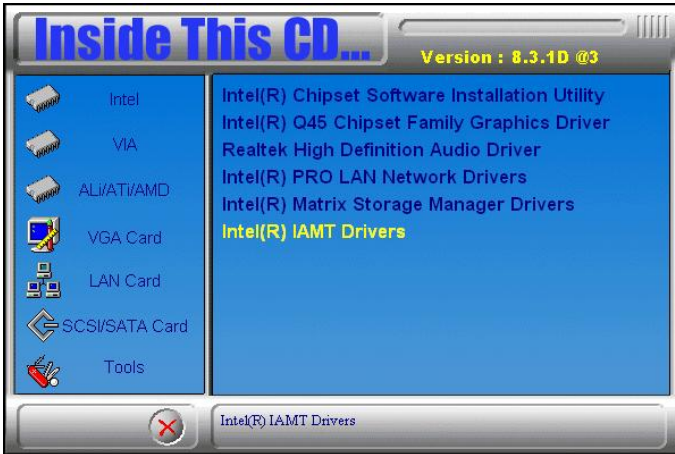 Inside This CD...
Version : 8.3.1D @3
Intel
VIA
ALi/ATi/AMD
VGA Card
LAN Card
SCSI/SATA Card
Tools
Intel(R) Chipset Software Installation Utility
Intel(R) Q45 Chipset Family Graphics Driver
Realtek High Definition Audio Driver
Intel(R) PRO LAN Network Drivers
Intel(R) Matrix Storage Manager Drivers
Intel(R) IAMT Drivers
Intel(R) IAMT Drivers